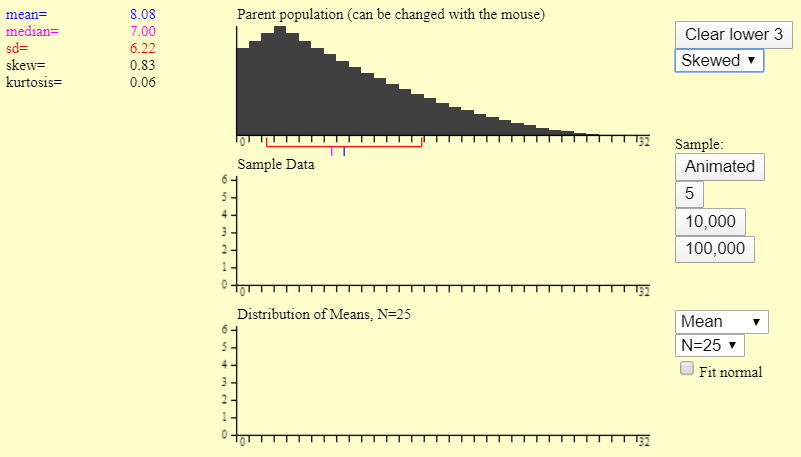 mean= 8.08
median= 7.00
sd= 6.22
skew= 0.83
kurtosis= 0.06
Parent population (can be changed with the mouse)
0 32
Clear lower 3
Skewed ▼
Sample Data
6
5
4
3
2
1
0
0 32
Sample:
Animated
5
10,000
100,000
Distribution of Means, N=25
6
5
4
3
2
1
0
0 32
Mean ▼
N=25 ▼
Fit normal